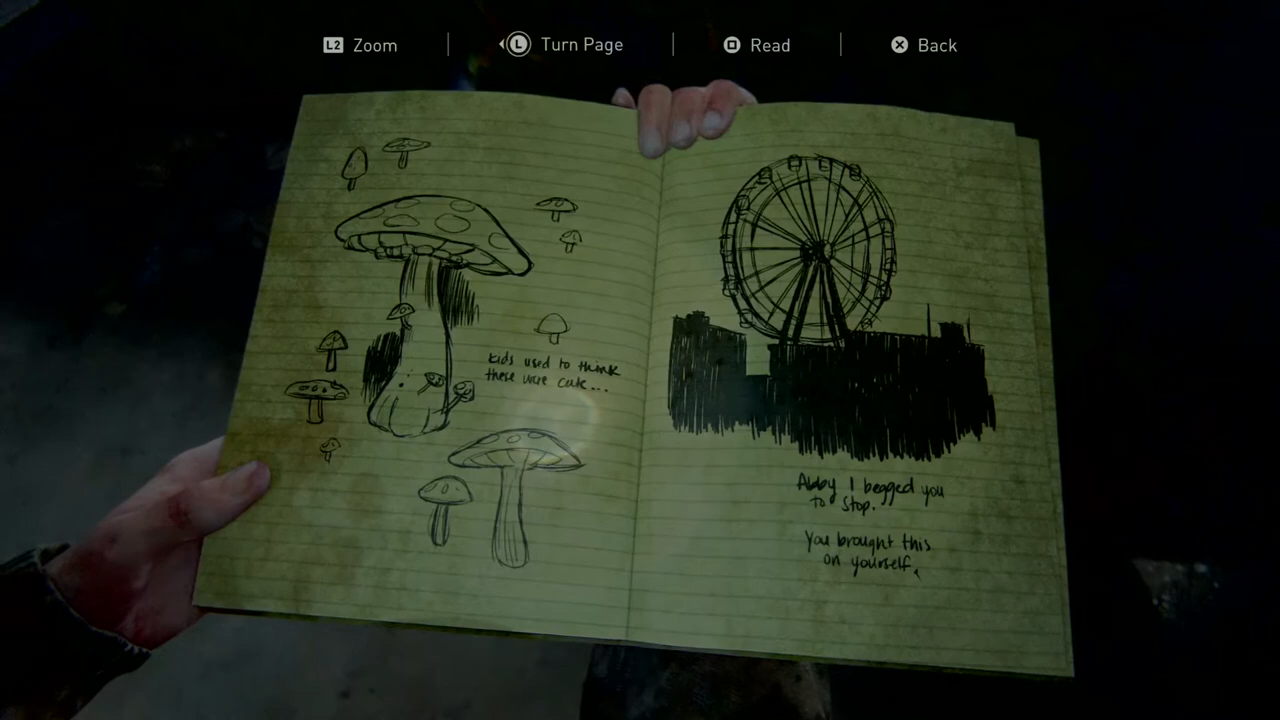 L2 Zoom
L Turn Page
Read
Back
Kids used to think
these were cute...
Abby I begged you
to stop.
You brought this
on yourself.